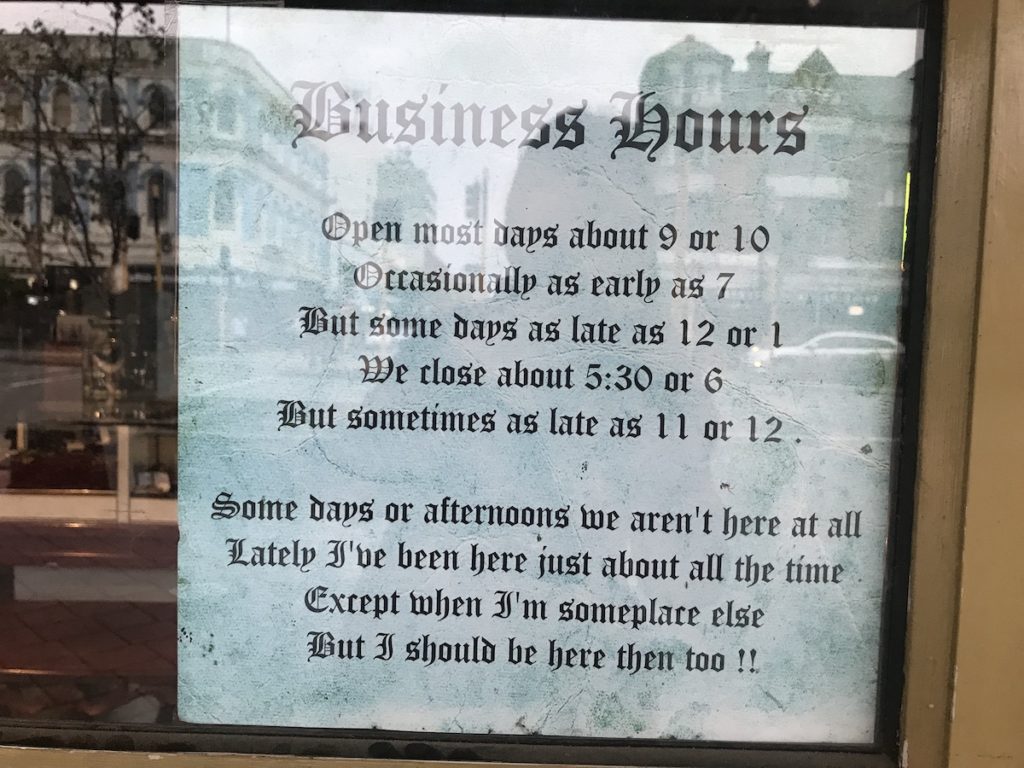 Business Hours
Open most days about 9 or 10
Occasionally as early as 7
But some days as late as 12 or 1
We close about 5:30 or 6
But sometimes as late as 11 or 12 .
Some days or afternoons we aren't here at all
Lately I've been here just about all the time
Except when I'm someplace else
But I should be here then too !!